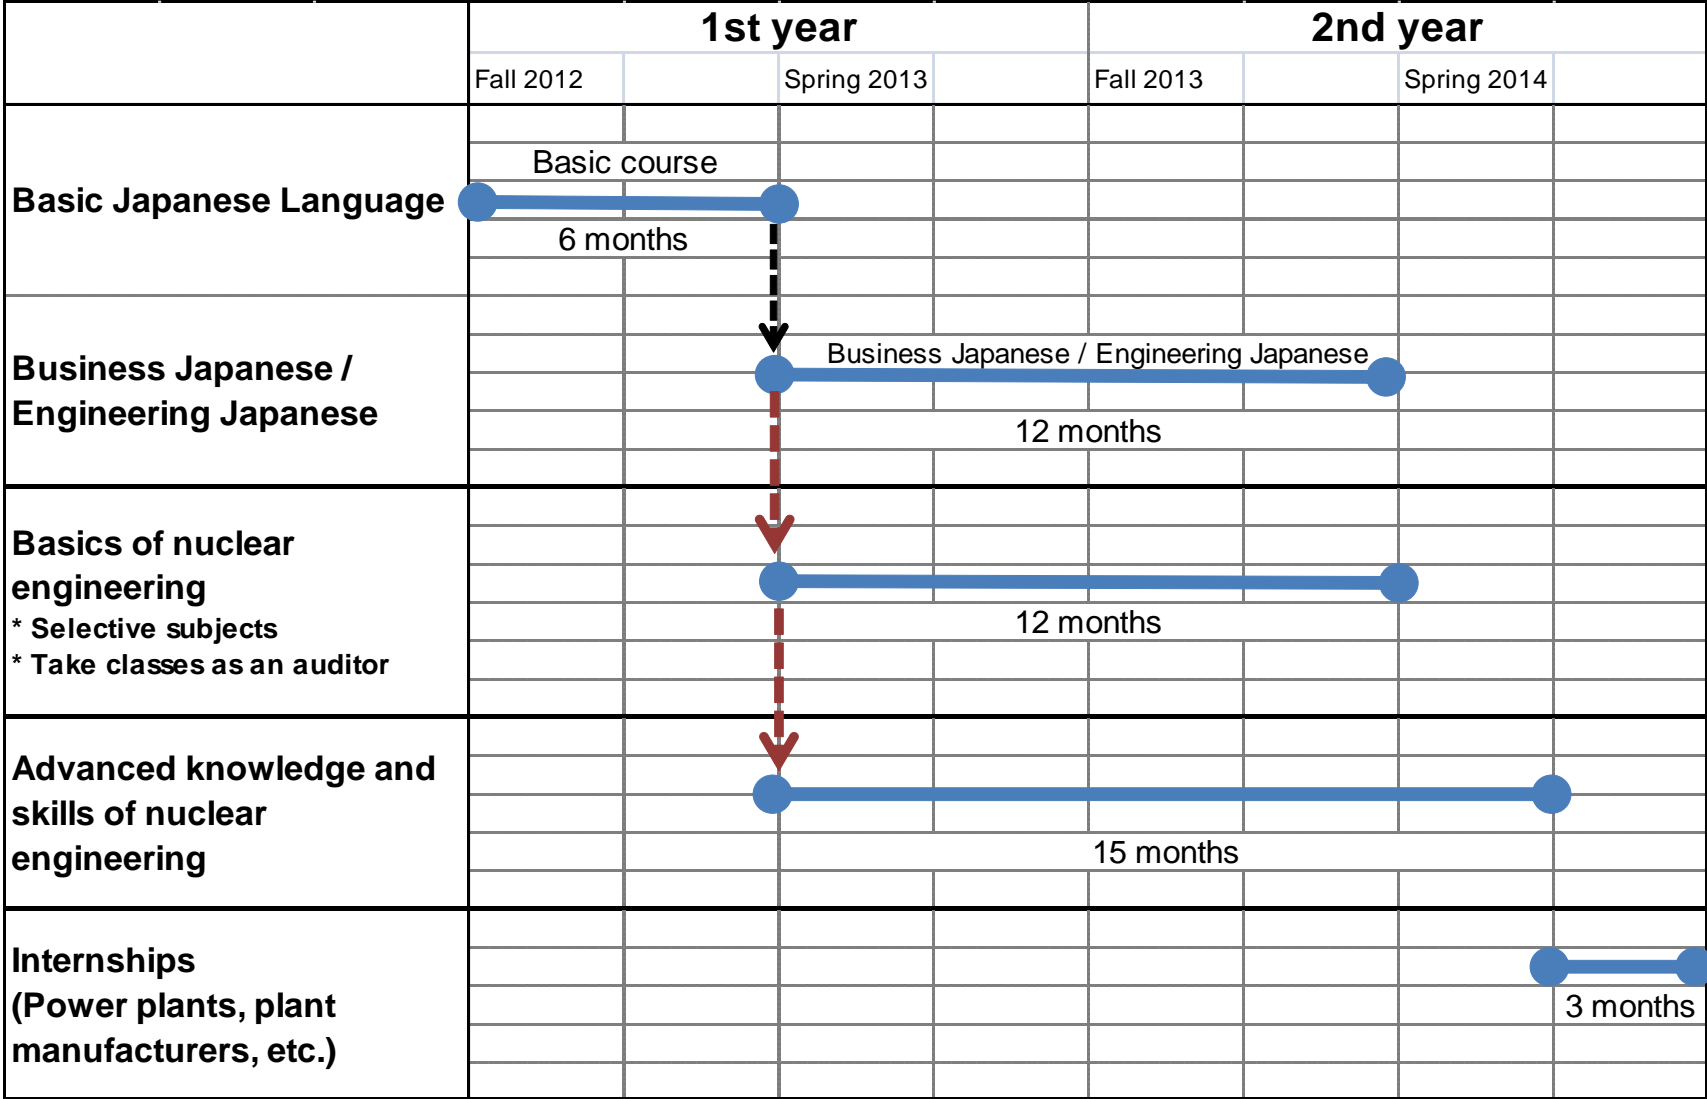 1st year
2nd year
Fall 2012
Spring 2013
Fall 2013
Spring 2014
Basic course
Basic Japanese Language
6 months
Business Japanese / Engineering Japanese
Business Japanese /
Engineering Japanese
12 months
Basics of nuclear
engineering
* Selective subjects
* Take classes as an auditor
12 months
Advanced knowledge and
skills of nuclear
engineering
15 months
Internships
(Power plants, plant
manufacturers, etc.)
3 months